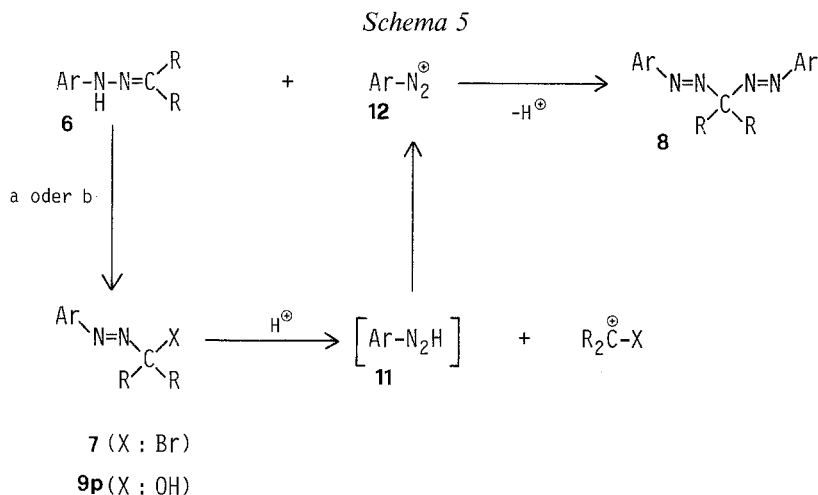 Schema 5
Ar-N-N=C R R + Ar-N2⊕ -H⊕ Ar N=N C N=N Ar R R
H
6 12 8
a oder b
Ar N=N C X R R H⊕ [Ar-N2H] + R2C⊕-X
11
7 (X : Br)
9p (X : OH)